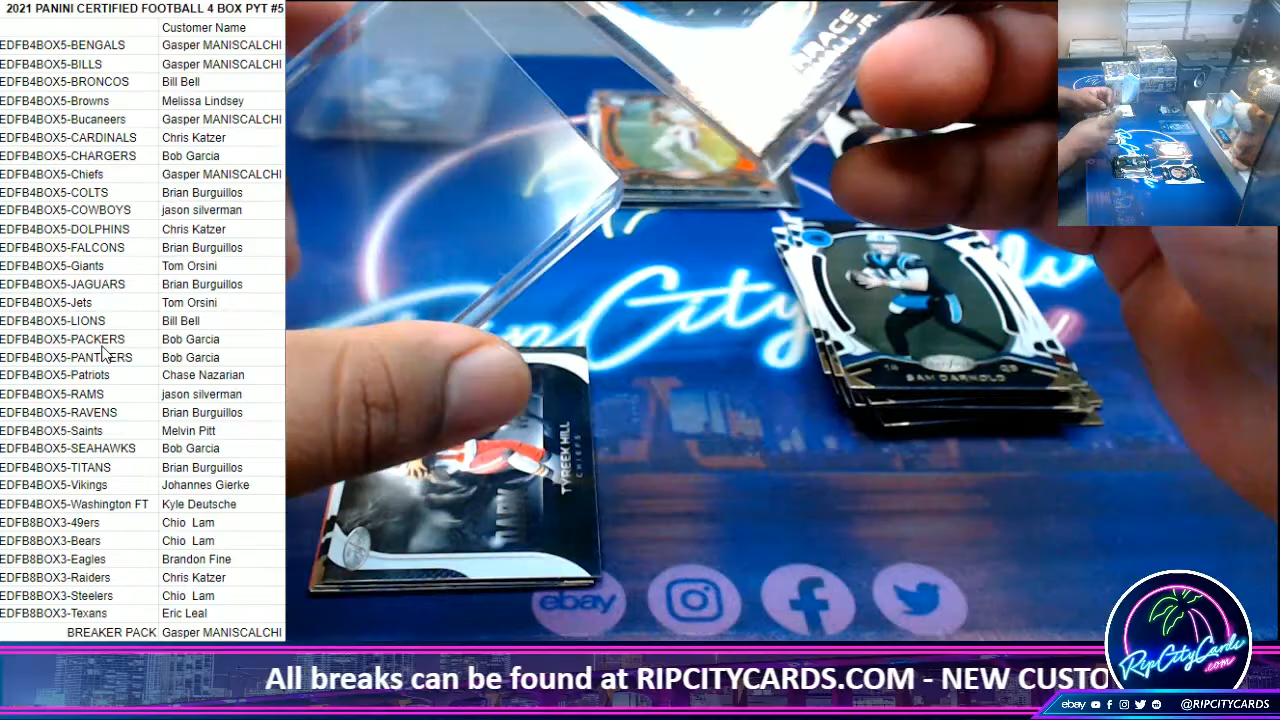 2021 PANINI CERTIFIED FOOTBALL 4 BOX PYT #5
Customer Name
EDFB4BOX5-BENGALS Gasper MANISCALCHI
EDFB4BOX5-BILLS Gasper MANISCALCHI
EDFB4BOX5-BRONCOS Bill Bell
EDFB4BOX5-Browns Melissa Lindsey
EDFB4BOX5-Bucaneers Gasper MANISCALCHI
EDFB4BOX5-CARDINALS Chris Katzer
EDFB4BOX5-CHARGERS Bob Garcia
EDFB4BOX5-Chiefs Gasper MANISCALCHI
EDFB4BOX5-COLTS Brian Burguillos
EDFB4BOX5-COWBOYS jason silverman
EDFB4BOX5-DOLPHINS Chris Katzer
EDFB4BOX5-FALCONS Brian Burguillos
EDFB4BOX5-Giants Tom Orsini
EDFB4BOX5-JAGUARS Brian Burguillos
EDFB4BOX5-Jets Tom Orsini
EDFB4BOX5-LIONS Bill Bell
EDFB4BOX5-PACKERS Bob Garcia
EDFB4BOX5-PANTHERS Bob Garcia
EDFB4BOX5-Patriots Chase Nazarian
EDFB4BOX5-RAMS jason silverman
EDFB4BOX5-RAVENS Brian Burguillos
EDFB4BOX5-Saints Melvin Pitt
EDFB4BOX5-SEAHAWKS Bob Garcia
EDFB4BOX5-TITANS Brian Burguillos
EDFB4BOX5-Vikings Johannes Gierke
EDFB4BOX5-Washington FT Kyle Deutsche
EDFB8BOX3-49ers Chio Lam
EDFB8BOX3-Bears Chio Lam
EDFB8BOX3-Eagles Brandon Fine
EDFB8BOX3-Raiders Chris Katzer
EDFB8BOX3-Steelers Chio Lam
EDFB8BOX3-Texans Eric Leal
BREAKER PACK Gasper MANISCALCHI
JR.
RipCityCards
SAM DARNOLD
TYREEK HILL
CHIEFS
DARK
ebay
RipCityCards
.com
All breaks can be found at RIPCITYCARDS.COM - NEW CUSTO
ebay @RIPCITYCARDS